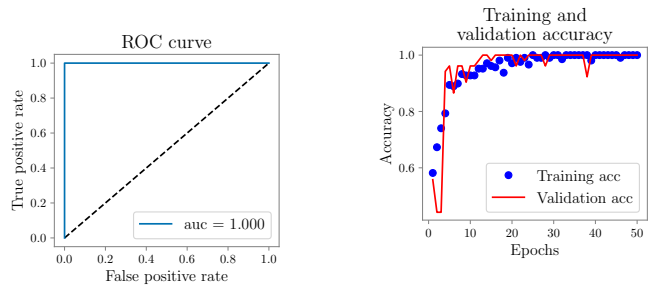 ROC curve
True positive rate
1.0
0.8
0.6
0.4
0.2
0.0
auc = 1.000
0.0 0.2 0.4 0.6 0.8 1.0
False positive rate
Training and
validation accuracy
Accuracy
1.0
0.8
0.6
Training acc
Validation acc
0 10 20 30 40 50
Epochs